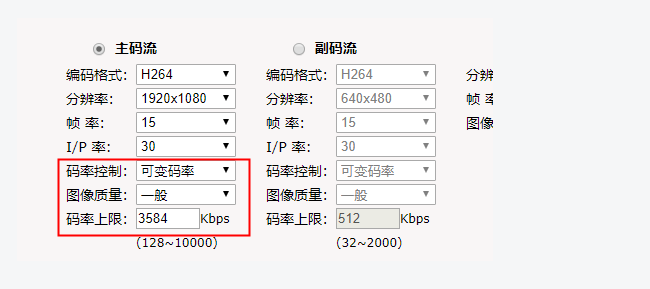 主码流 副码流
编码格式: H264 编码格式: H264 分辨
分辨率: 1920x1080 分辨率: 640x480 帧 率
帧 率: 15 帧 率: 15 图像
I/P 率: 30 I/P 率: 30
码率控制: 可变码率 码率控制: 可变码率
图像质量: 一般 图像质量: 一般
码率上限: 3584 Kbps 码率上限: 512 Kbps
(128~10000) (32~2000)